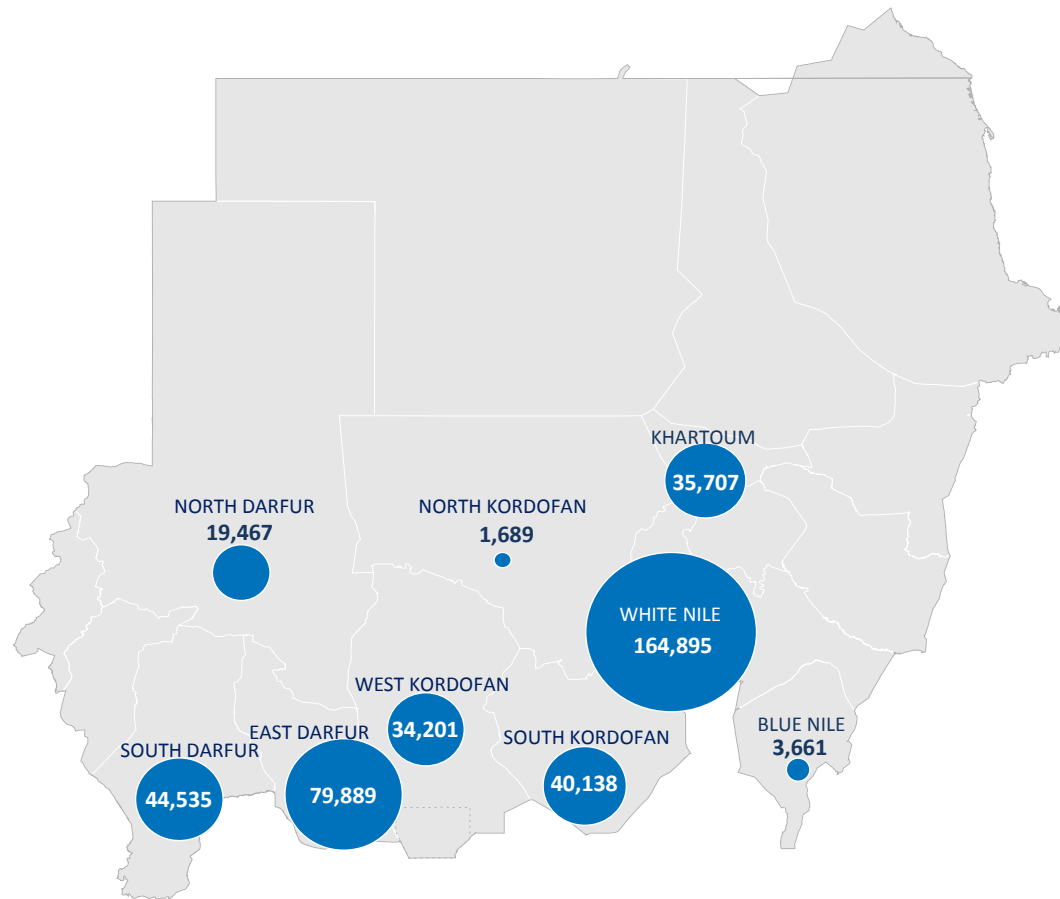 KHARTOUM
35,707
NORTH DARFUR
19,467
NORTH KORDOFAN
1,689
WHITE NILE
164,895
WEST KORDOFAN
34,201
EAST DARFUR
79,889
SOUTH DARFUR
44,535
SOUTH KORDOFAN
40,138
BLUE NILE
3,661